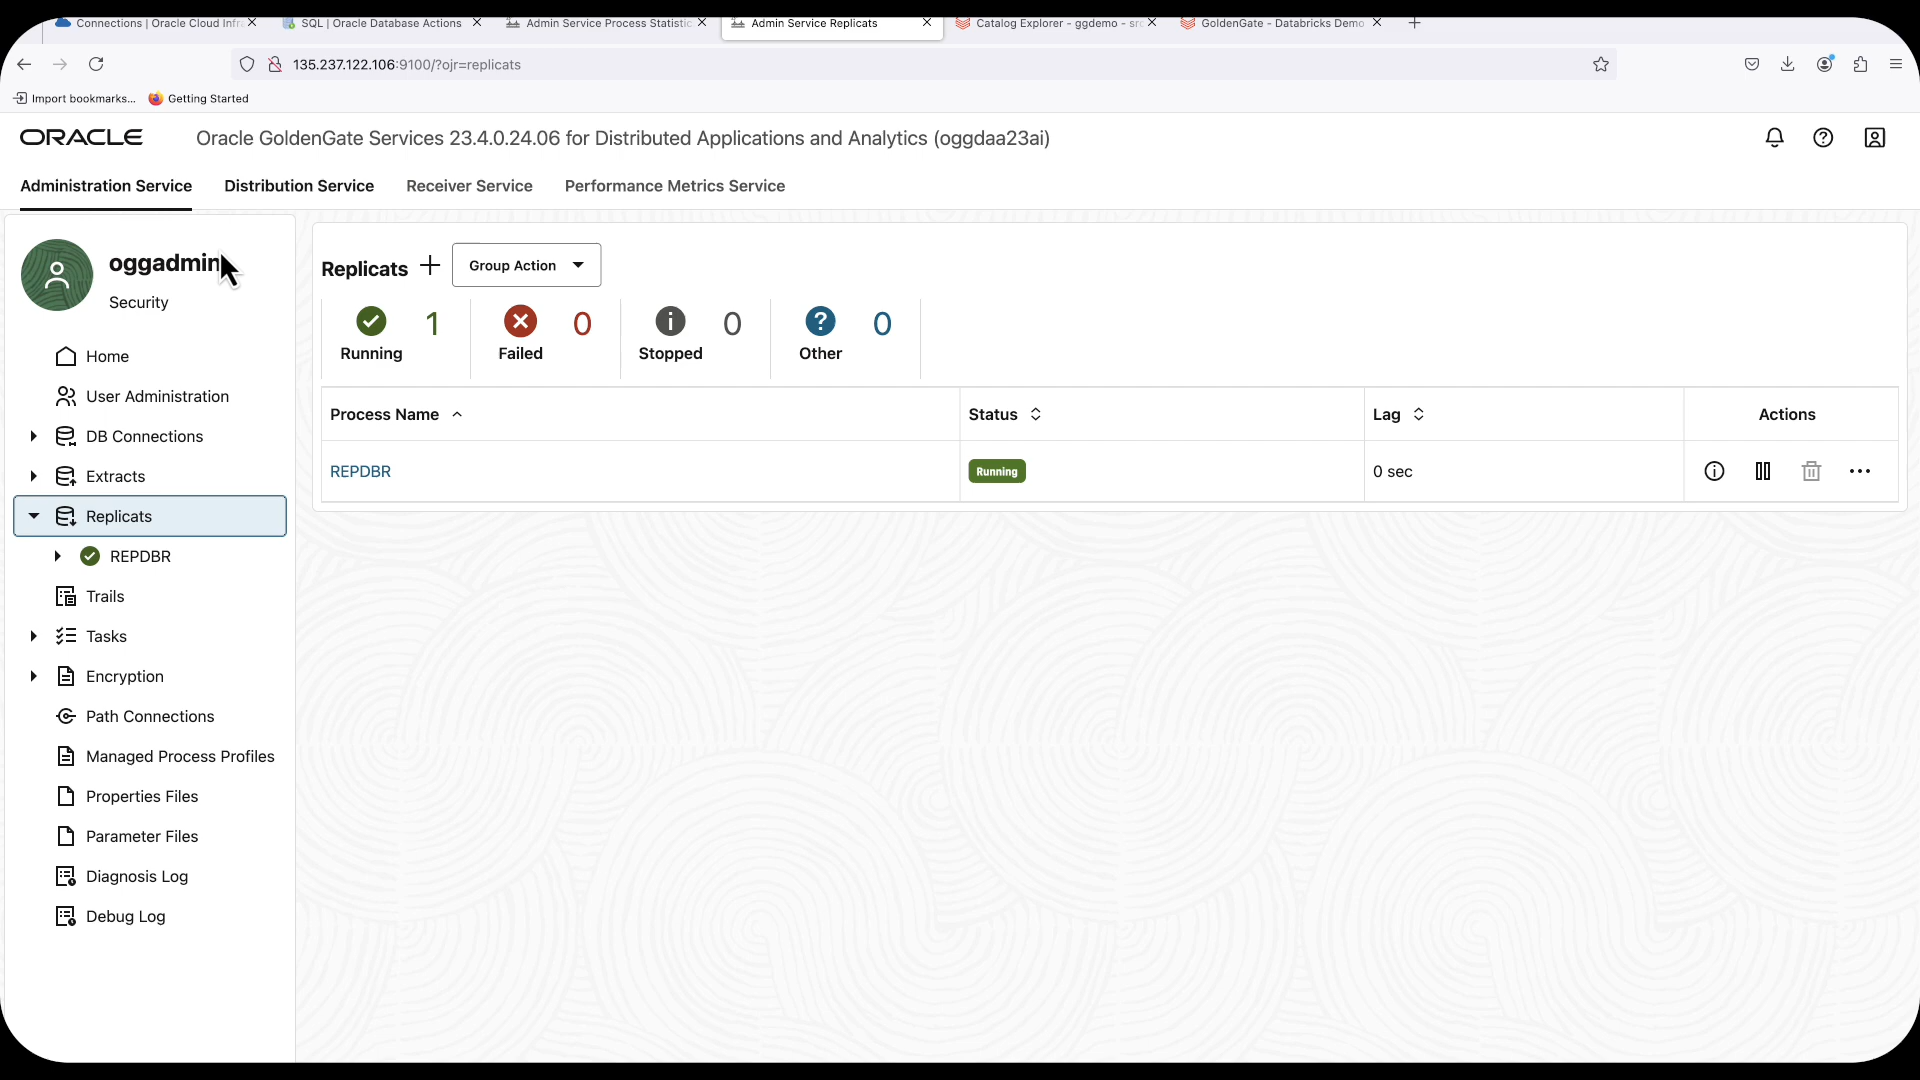 Connections | Oracle Cloud Infra
SQL | Oracle Database Actions
Admin Service Process Statistic
Admin Service Replicats
Catalog Explorer - ggdemo - src
GoldenGate - Databricks Demo
135.237.122.106:9100/?ojr=replicats
Import bookmarks...
Getting Started
ORACLE
Oracle GoldenGate Services 23.4.0.24.06 for Distributed Applications and Analytics (oggdaa23ai)
Administration Service
Distribution Service
Receiver Service
Performance Metrics Service
oggadmin
Security
Home
User Administration
DB Connections
Extracts
Replicats
REPDBR
Trails
Tasks
Encryption
Path Connections
Managed Process Profiles
Properties Files
Parameter Files
Diagnosis Log
Debug Log
Replicats
Group Action
1
Running
0
Failed
0
Stopped
0
Other
Process Name
Status
Lag
Actions
REPDBR
Running
0 sec